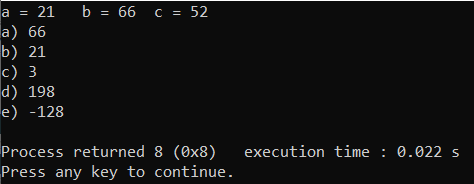 a = 21   b = 66  c = 52
a) 66
b) 21
c) 3
d) 198
e) -128
Process returned 8 (0x8)   execution time : 0.022 s
Press any key to continue.